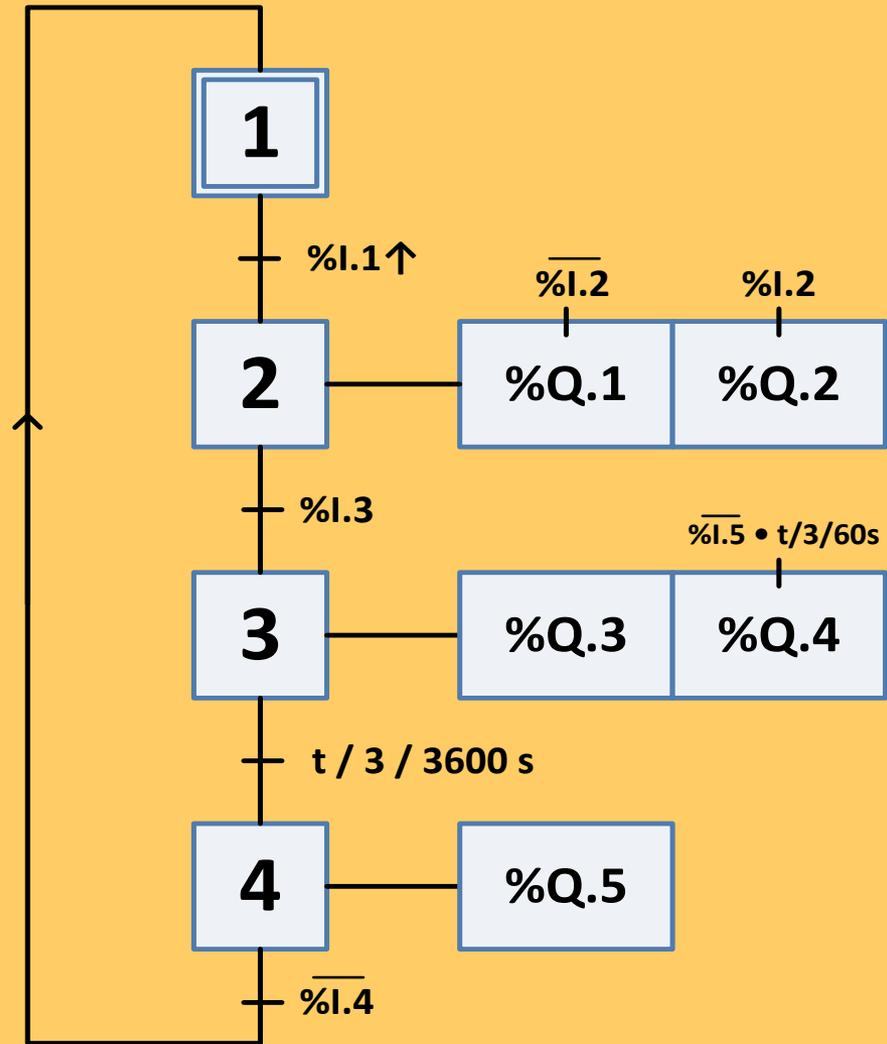 1
%I.1↑
%I.2 %I.2
2 %Q.1 %Q.2
%I.3
%I.5 • t/3/60s
3 %Q.3 %Q.4
t / 3 / 3600 s
4 %Q.5
%I.4